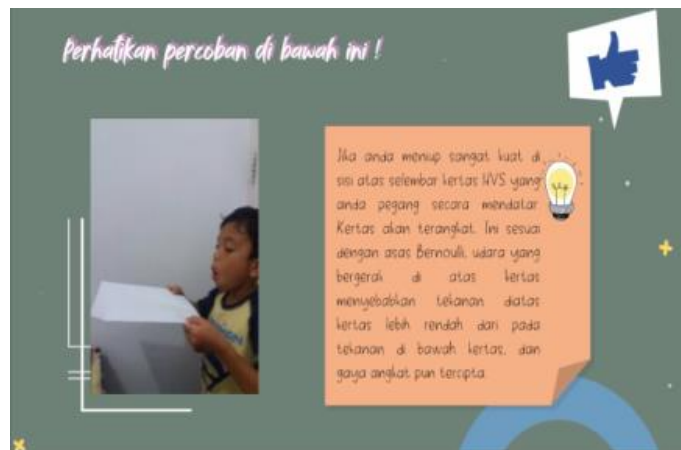 Perhatikan percoban di bawah ini !
Jika anda meniup sangat kuat di
sisi atas selembar kertas HVS yang
anda pegang secara mendatar.
Kertas akan terangkat. Ini sesuai
dengan asas Bernoulli, udara yang
bergerak di atas kertas
menyebabkan tekanan diatas
kertas lebih rendah dari pada
tekanan di bawah kertas, dan
gaya angkat pun tercipta.